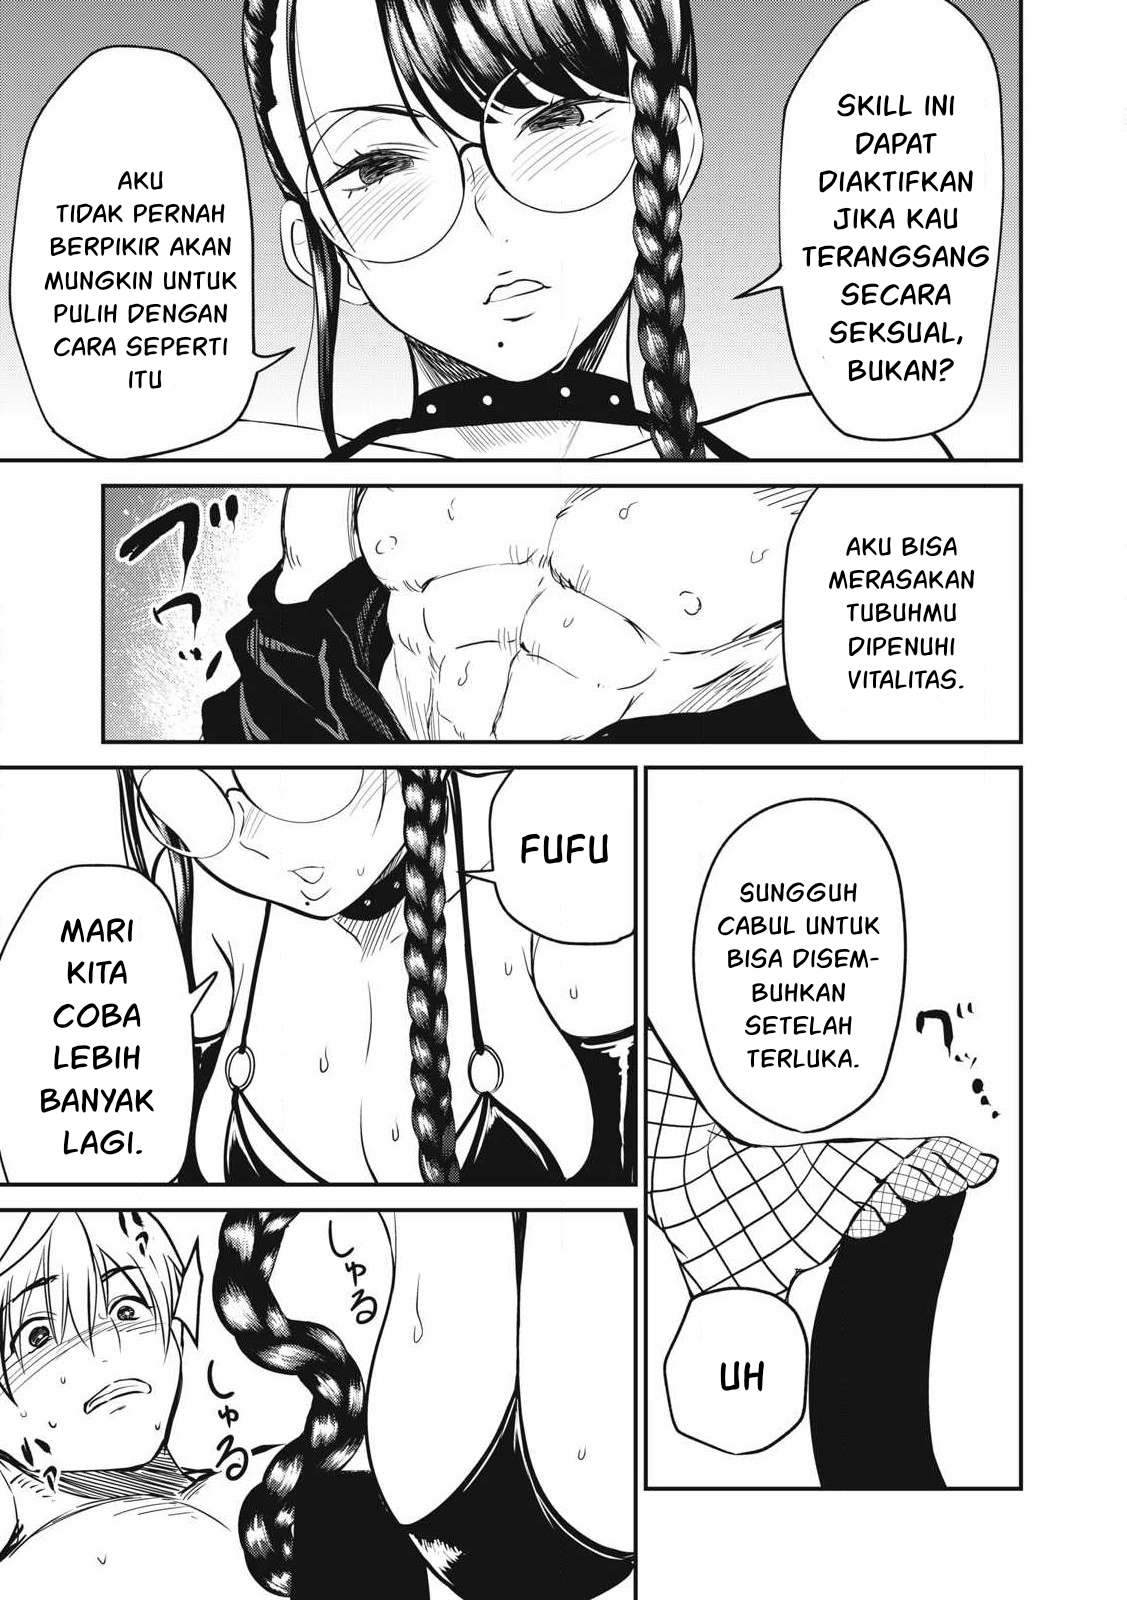 SKILL INI
DAPAT
DIAKTIFKAN
JIKA KAU
TERANGSANG
SECARA
SEKSUAL,
BUKAN?
AKU
TIDAK PERNAH
BERPIKIR AKAN
MUNGKIN UNTUK
PULIH DENGAN
CARA SEPERTI
ITU
AKU BISA
MERASAKAN
TUBUHMU
DIPENUHI
VITALITAS.
SUNGGUH
CABUL UNTUK
BISA DISEM-
BUHKAN
SETELAH
TERLUKA.
UH
FUFU
MARI
KITA
COBA
LEBIH
BANYAK
LAGI.
しゅる
しゅる